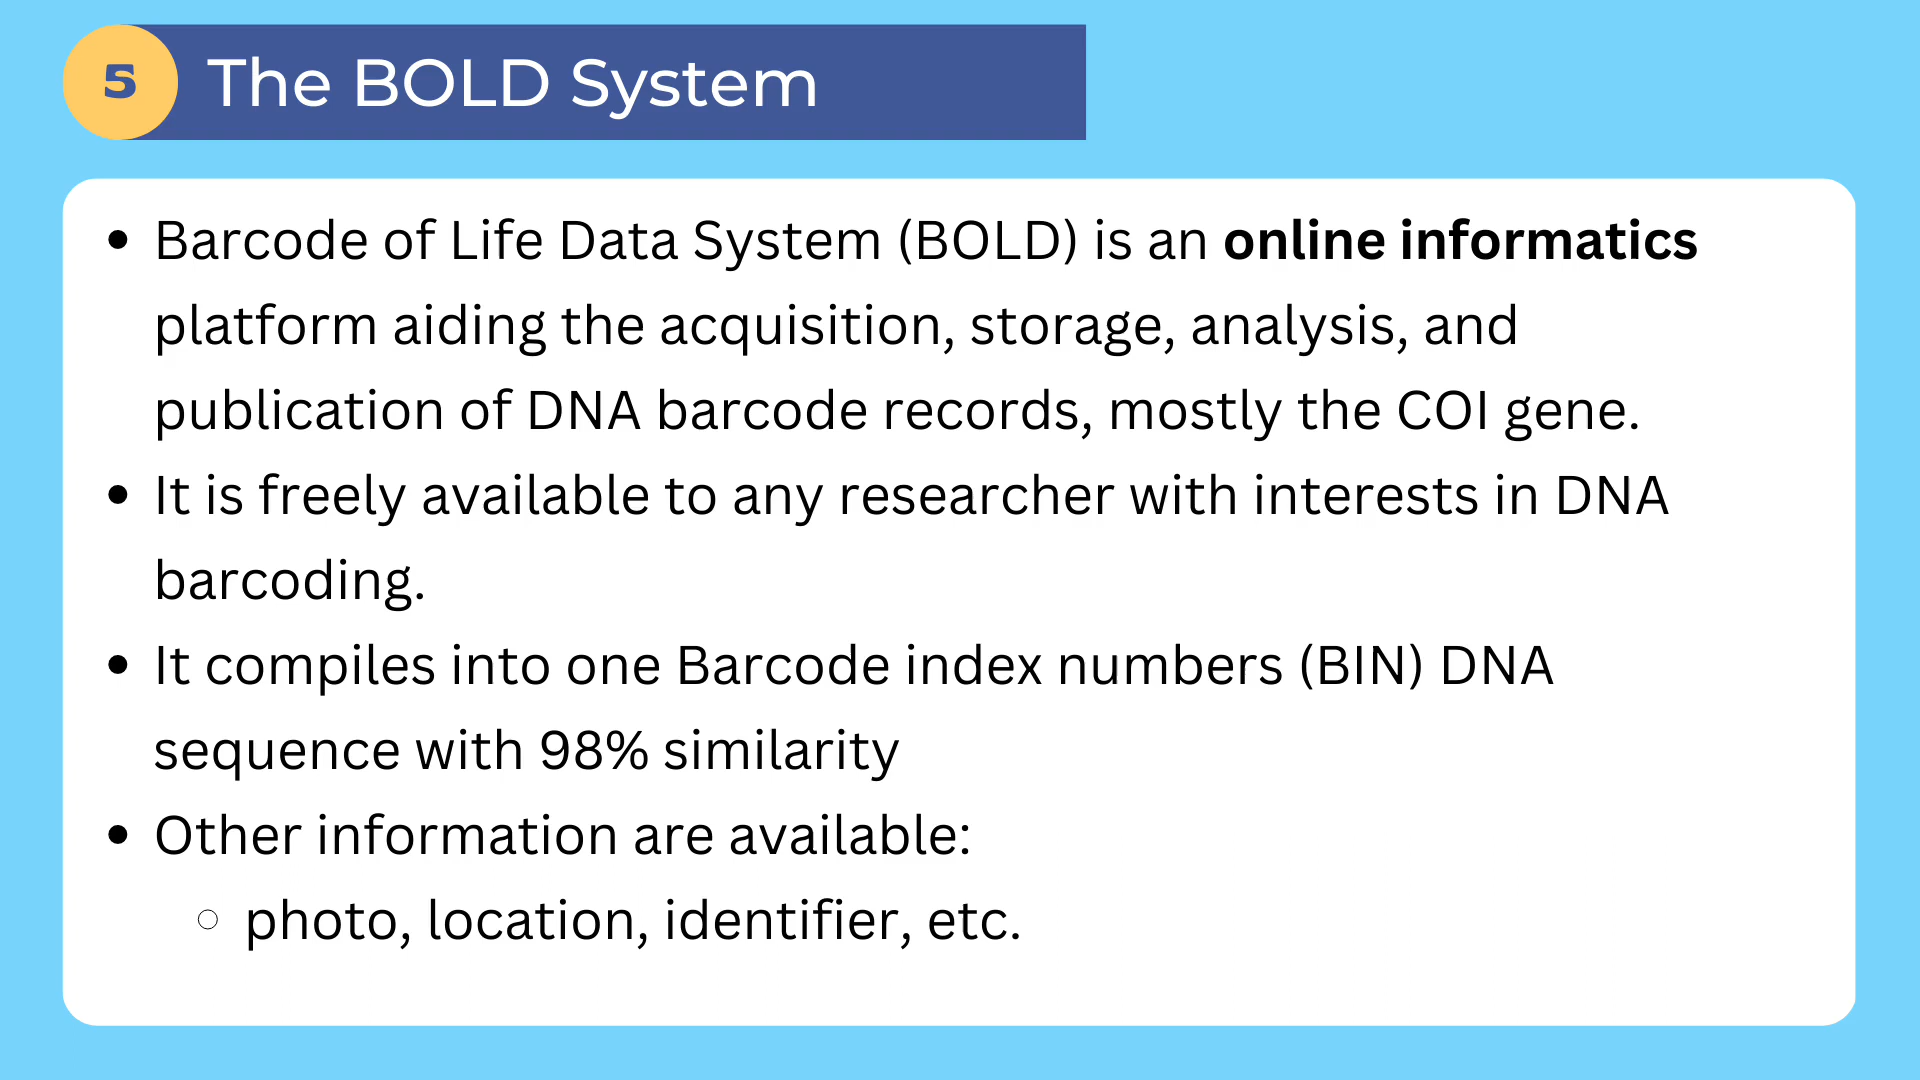 5
The BOLD System
• Barcode of Life Data System (BOLD) is an online informatics
platform aiding the acquisition, storage, analysis, and
publication of DNA barcode records, mostly the COI gene.
• It is freely available to any researcher with interests in DNA
barcoding.
• It compiles into one Barcode index numbers (BIN) DNA
sequence with 98% similarity
• Other information are available:
○ photo, location, identifier, etc.